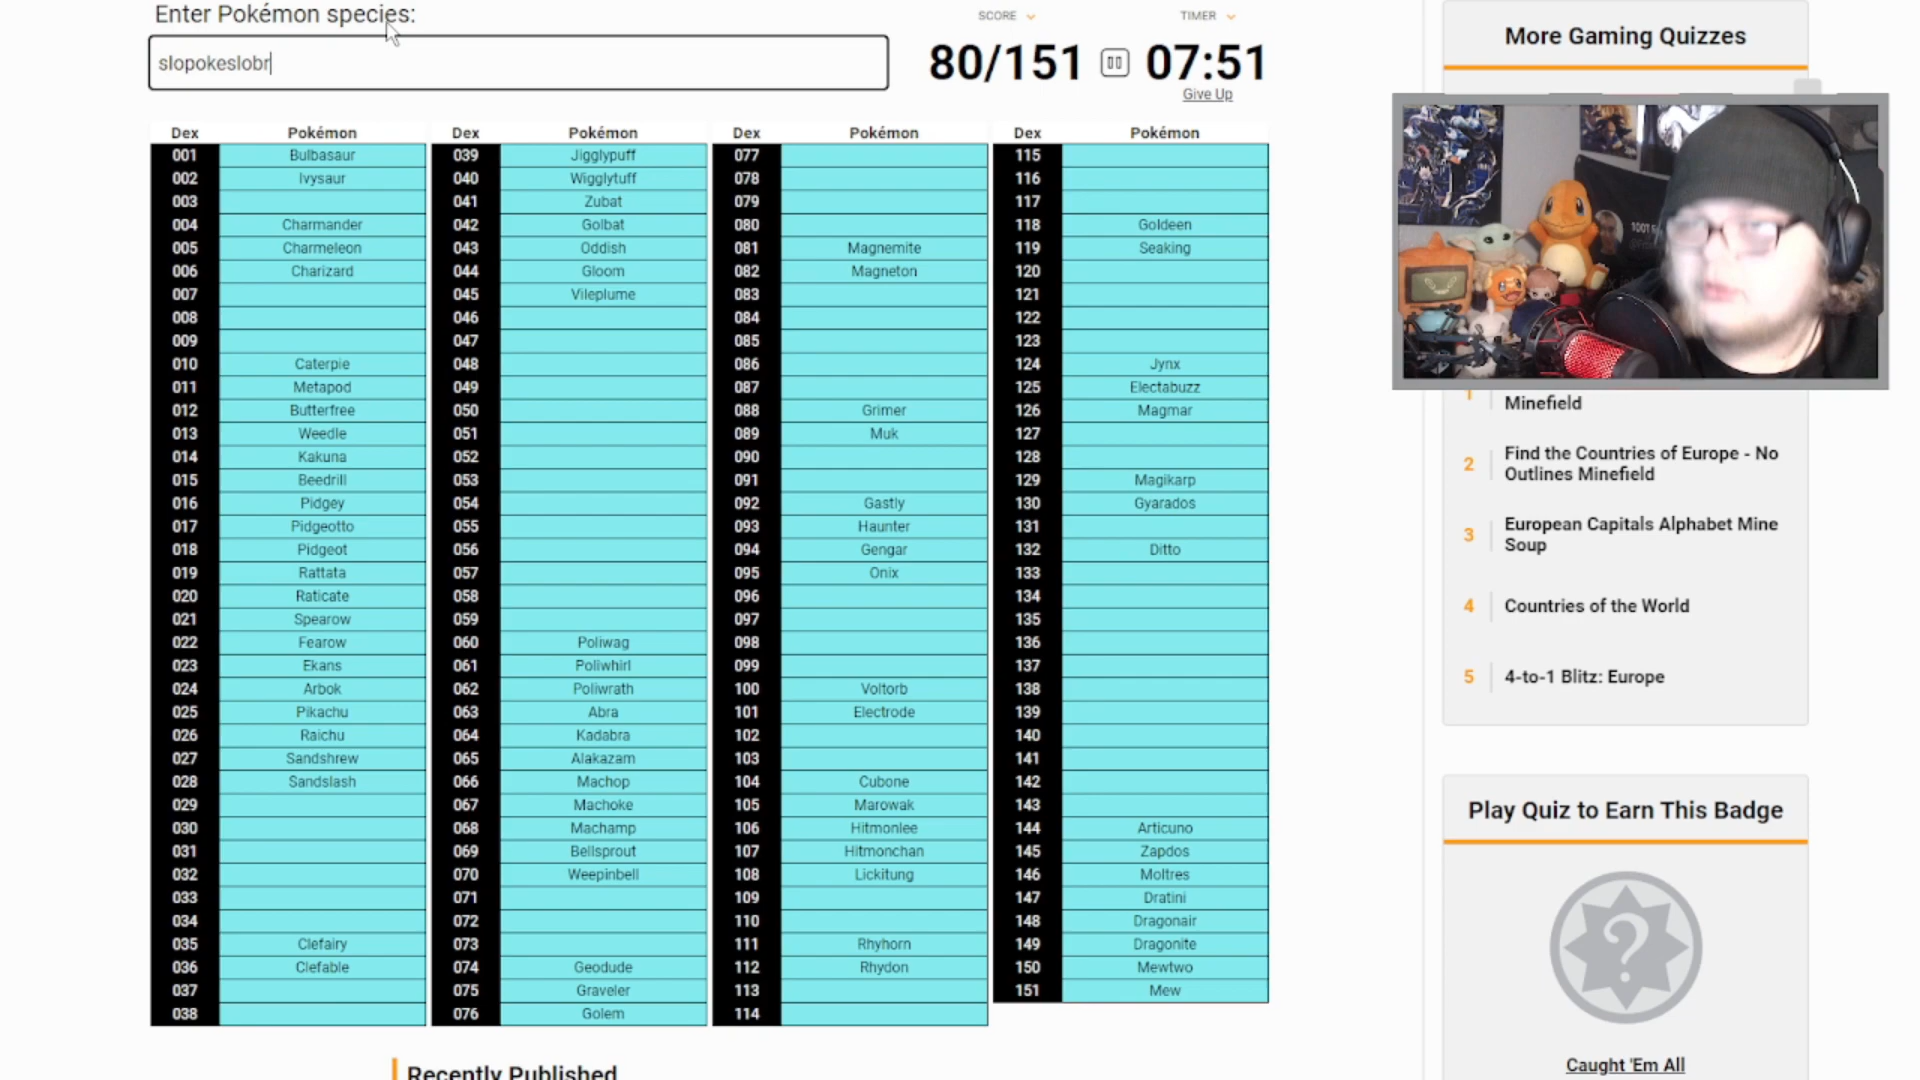 Enter Pokémon species:
slopokeslobr
SCORE
80/151
TIMER
07:51
Give Up
Dex Pokémon
001 Bulbasaur
002 Ivysaur
003
004 Charmander
005 Charmeleon
006 Charizard
007
008
009
010 Caterpie
011 Metapod
012 Butterfree
013 Weedle
014 Kakuna
015 Beedrill
016 Pidgey
017 Pidgeotto
018 Pidgeot
019 Rattata
020 Raticate
021 Spearow
022 Fearow
023 Ekans
024 Arbok
025 Pikachu
026 Raichu
027 Sandshrew
028 Sandslash
029
030
031
032
033
034
035 Clefairy
036 Clefable
037
038
Dex Pokémon
039 Jigglypuff
040 Wigglytuff
041 Zubat
042 Golbat
043 Oddish
044 Gloom
045 Vileplume
046
047
048
049
050
051
052
053
054
055
056
057
058
059
060 Poliwag
061 Poliwhirl
062 Poliwrath
063 Abra
064 Kadabra
065 Alakazam
066 Machop
067 Machoke
068 Machamp
069 Bellsprout
070 Weepinbell
071
072
073
074 Geodude
075 Graveler
076 Golem
Dex Pokémon
077
078
079
080
081 Magnemite
082 Magneton
083
084
085
086
087
088 Grimer
089 Muk
090
091
092 Gastly
093 Haunter
094 Gengar
095 Onix
096
097
098
099
100 Voltorb
101 Electrode
102
103
104 Cubone
105 Marowak
106 Hitmonlee
107 Hitmonchan
108 Lickitung
109
110
111 Rhyhorn
112 Rhydon
113
114
Dex Pokémon
115
116
117
118 Goldeen
119 Seaking
120
121
122
123
124 Jynx
125 Electabuzz
126 Magmar
127
128
129 Magikarp
130 Gyarados
131
132 Ditto
133
134
135
136
137
138
139
140
141
142
143
144 Articuno
145 Zapdos
146 Moltres
147 Dratini
148 Dragonair
149 Dragonite
150 Mewtwo
151 Mew
Recently Published
More Gaming Quizzes
1 Minefield
2 Find the Countries of Europe - No
Outlines Minefield
3 European Capitals Alphabet Mine
Soup
4 Countries of the World
5 4-to-1 Blitz: Europe
Play Quiz to Earn This Badge
?
Caught 'Em All